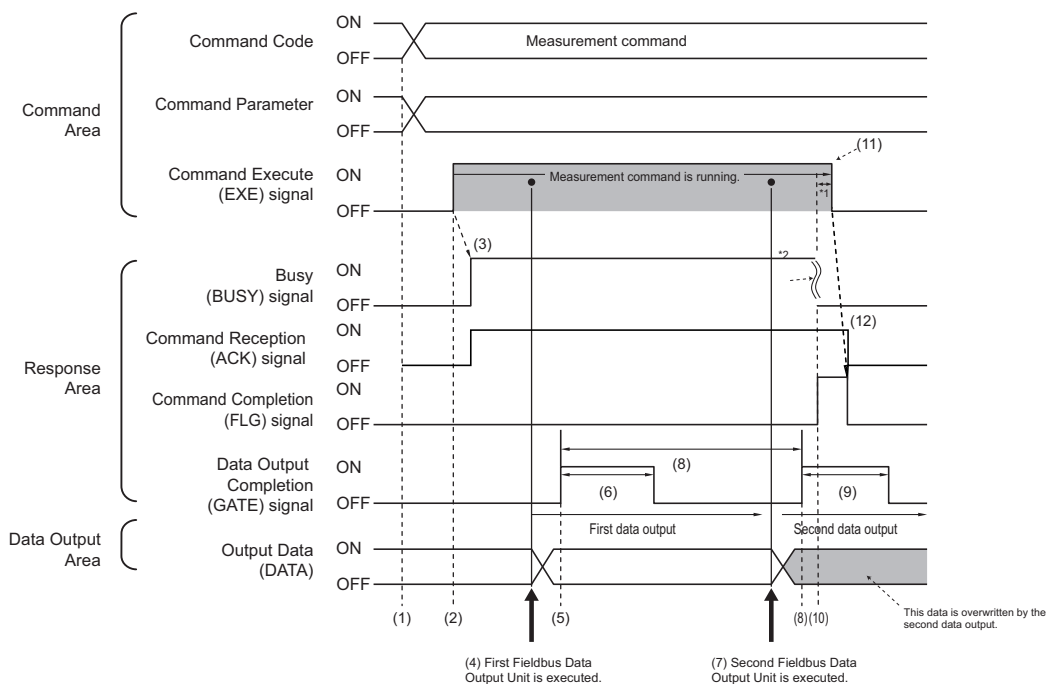 ON
Command Code
Measurement command
OFF
Command
Area
ON
Command Parameter
OFF
(11)
Command Execute
(EXE) signal
ON
Measurement command is running.
*1
OFF
(3)
Response
Area
Busy
(BUSY) signal
ON
*2
OFF
Command Reception
(ACK) signal
ON
(12)
OFF
Command Completion
(FLG) signal
ON
OFF
Data Output
Completion
(GATE) signal
ON
(8)
(6)
(9)
OFF
First data output
Second data output
Data Output
Area
Output Data
(DATA)
ON
OFF
This data is overwritten by the
second data output.
(1)
(2)
(5)
(8)
(10)
(4) First Fieldbus Data
Output Unit is executed.
(7) Second Fieldbus Data
Output Unit is executed.